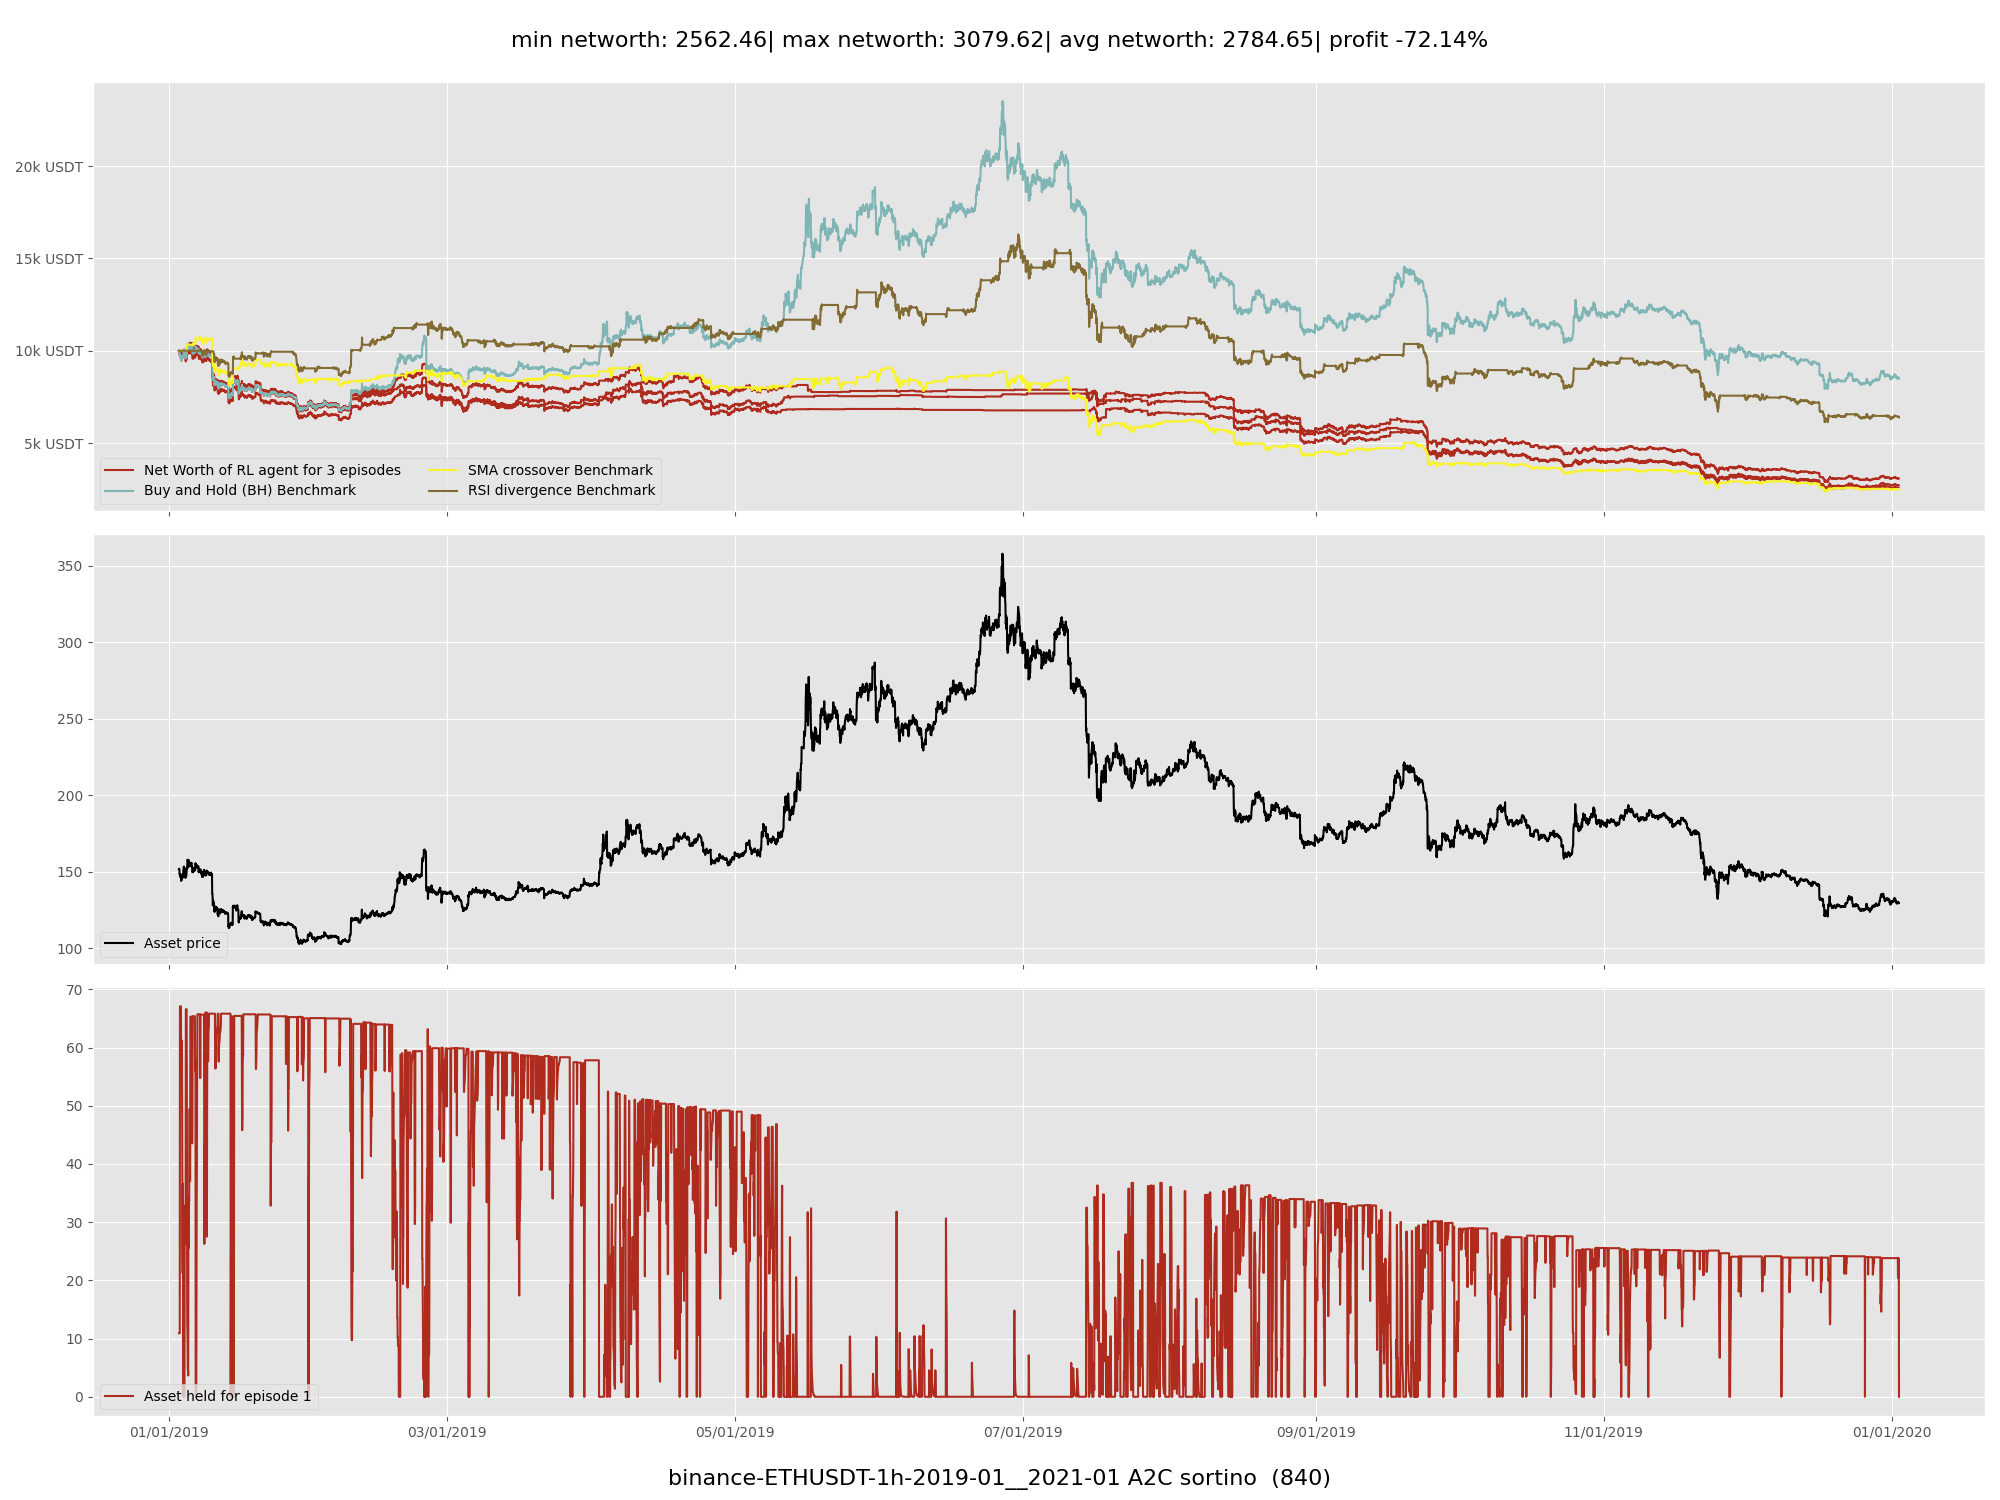 min networth: 2562.46| max networth: 3079.62| avg networth: 2784.65| profit -72.14%
20k USDT
15k USDT
10k USDT
5k USDT
Net Worth of RL agent for 3 episodes
Buy and Hold (BH) Benchmark
SMA crossover Benchmark
RSI divergence Benchmark
350
300
250
200
150
100
Asset price
70
60
50
40
30
20
10
0
Asset held for episode 1
01/01/2019 03/01/2019 05/01/2019 07/01/2019 09/01/2019 11/01/2019 01/01/2020
binance-ETHUSDT-1h-2019-01__2021-01 A2C sortino (840)